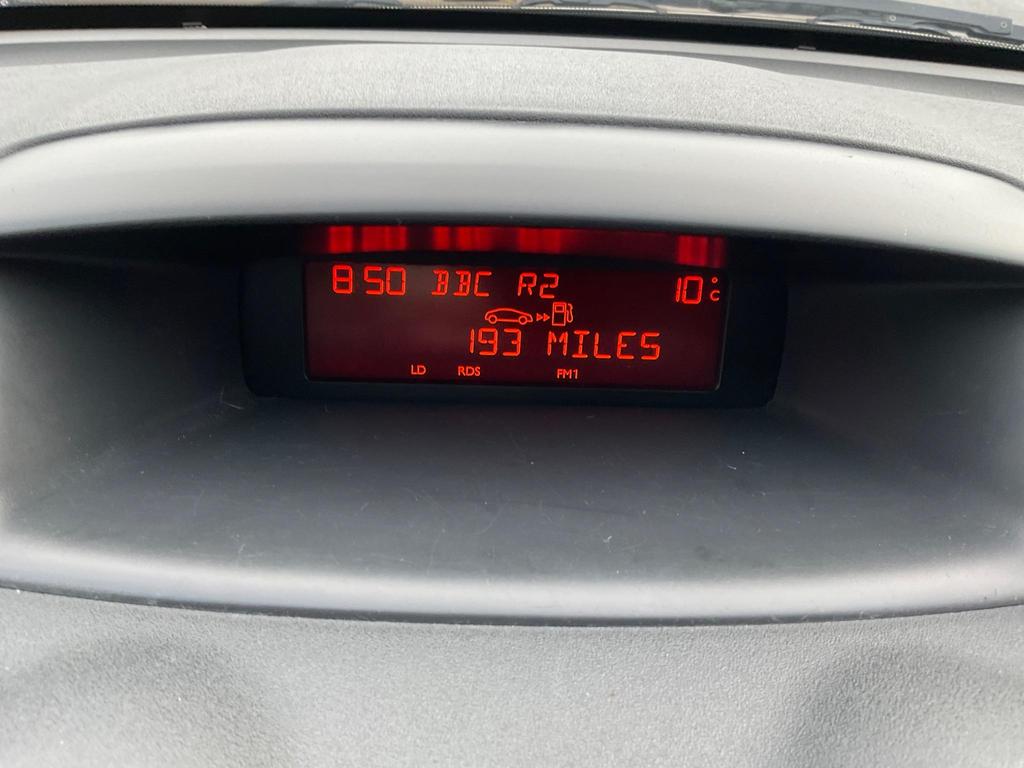 8 50 BBC R2 10°C
193 MILES
LD RDS FM1